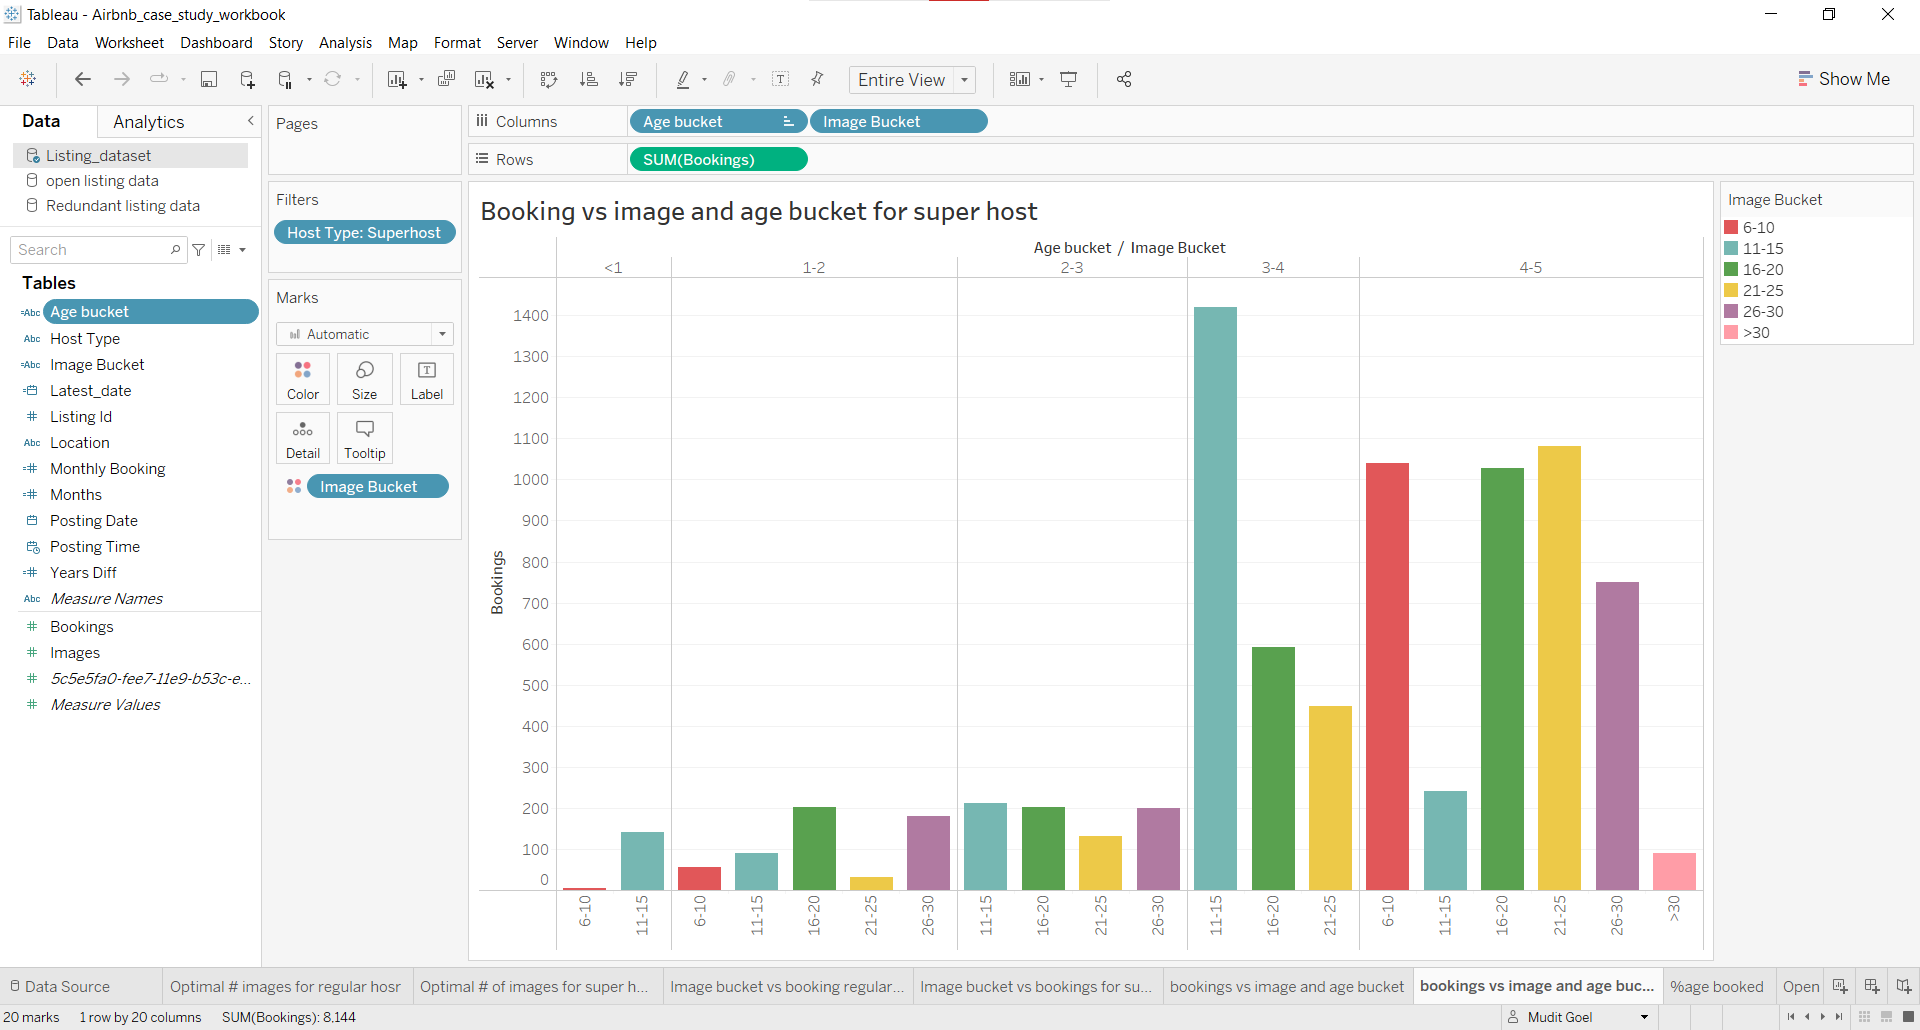 Tableau - Airbnb_case_study_workbook
File Data Worksheet Dashboard Story Analysis Map Format Server Window Help
Entire View
Show Me
Data
Analytics
Listing_dataset
open listing data
Redundant listing data
Search
Tables
=Abc Age bucket
Abc Host Type
=Abc Image Bucket
Latest_date
# Listing Id
Abc Location
=# Monthly Booking
=# Months
Posting Date
Posting Time
=# Years Diff
Abc Measure Names
# Bookings
# Images
# 5c5e5fa0-fee7-11e9-b53c-e...
# Measure Values
Pages
Filters
Host Type: Superhost
Marks
Automatic
Color
Size
T
Label
Detail
Tooltip
Image Bucket
Columns
Age bucket
Image Bucket
Rows
SUM(Bookings)
Booking vs image and age bucket for super host
Age bucket / Image Bucket
<1 1-2 2-3 3-4 4-5
Bookings
1400
1300
1200
1100
1000
900
800
700
600
500
400
300
200
100
0
6-10 11-15 6-10 11-15 16-20 21-25 26-30 11-15 16-20 21-25 26-30 11-15 16-20 21-25 6-10 11-15 16-20 21-25 26-30 >30
Image Bucket
6-10
11-15
16-20
21-25
26-30
>30
Data Source
Optimal # images for regular hosr
Optimal # of images for super h...
Image bucket vs booking regular...
Image bucket vs bookings for su...
bookings vs image and age bucket
bookings vs image and age buc...
%age booked
Open
20 marks 1 row by 20 columns SUM(Bookings): 8,144
Mudit Goel